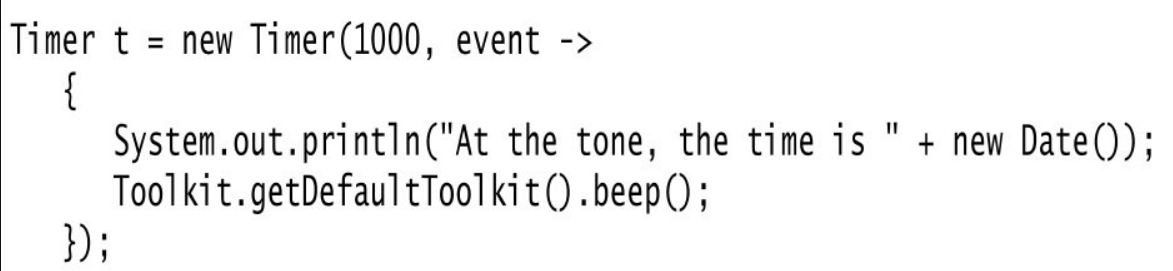 Timer t = new Timer(1000, event ->
{
System.out.println("At the tone, the time is " + new Date());
Toolkit.getDefaultToolkit().beep();
});